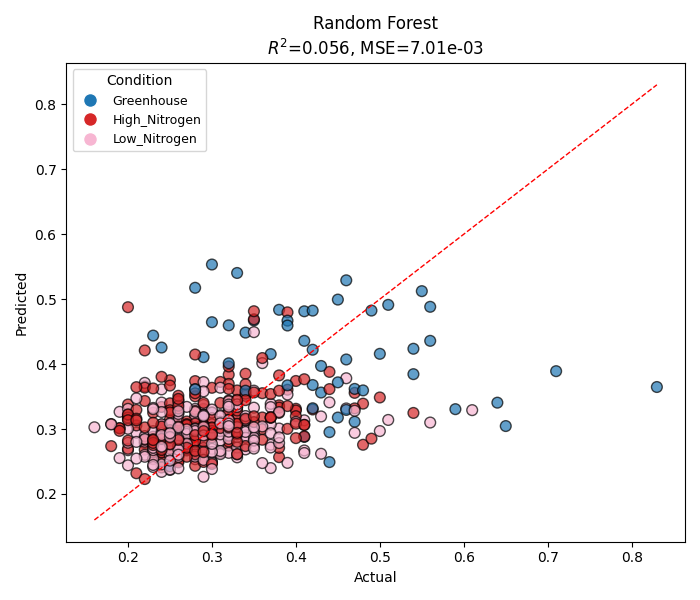 Random Forest
R²=0.056, MSE=7.01e-03
Condition
Greenhouse
High_Nitrogen
Low_Nitrogen
0.8
0.7
0.6
0.5
0.4
0.3
0.2
Predicted
0.2 0.3 0.4 0.5 0.6 0.7 0.8
Actual